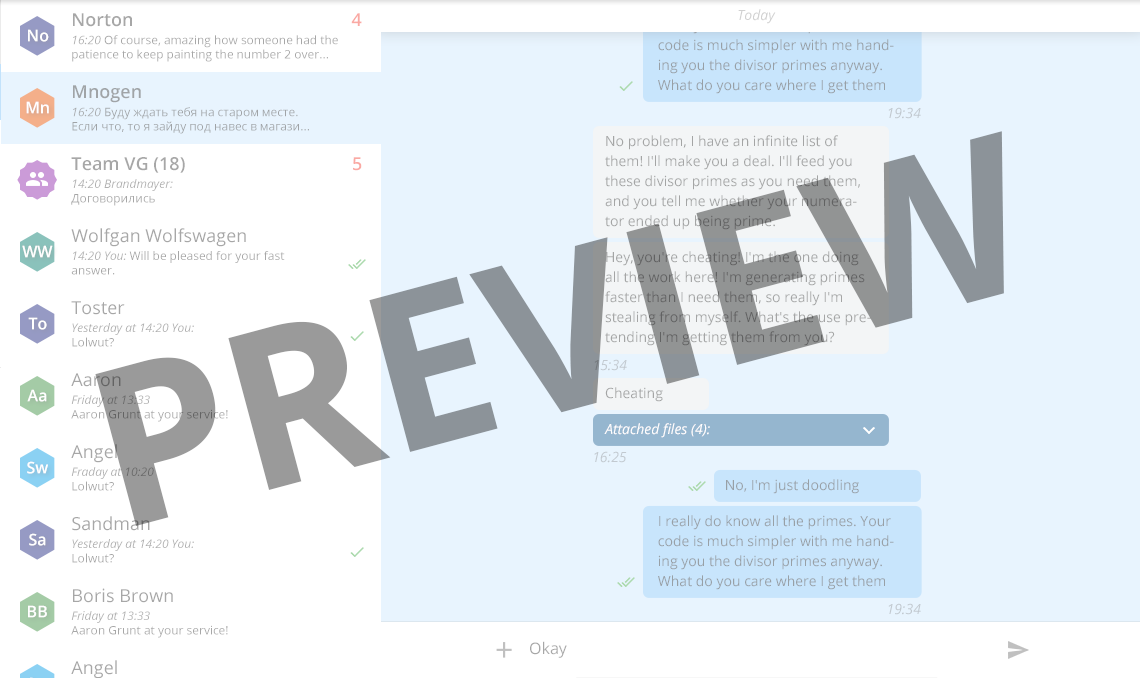 No
Norton
4
16:20 Of course, amazing how someone had the
patience to keep painting the number 2 over...
Mn
Mnogen
16:20 Буду ждать тебя на старом месте.
Если что, то я зайду под навес в магази...
Team VG (18)
5
14:20 Brandmayer:
Договорились
WW
Wolfgan Wolfswagen
14:20 You: Will be pleased for your fast
answer.
To
Toster
Yesterday at 14:20 You:
Lolwut?
Aa
Aaron
Friday at 13:33
Aaron Grunt at your service!
Sw
Angel
Fraday at 10:20
Lolwut?
Sa
Sandman
Yesterday at 14:20 You:
Lolwut?
BB
Boris Brown
Friday at 13:33
Aaron Grunt at your service!
Angel
Today
code is much simpler with me hand-
ing you the divisor primes anyway.
What do you care where I get them
19:34
No problem, I have an infinite list of
them! I'll make you a deal. I'll feed you
these divisor primes as you need them,
and you tell me whether your numera-
tor ended up being prime.
Hey, you're cheating! I'm the one doing
all the work here! I'm generating primes
faster than I need them, so really I'm
stealing from myself. What's the use pre-
tending I'm getting them from you?
15:34
Cheating
Attached files (4):
16:25
No, I'm just doodling
I really do know all the primes. Your
code is much simpler with me hand-
ing you the divisor primes anyway.
What do you care where I get them
19:34
Okay
PREVIEW